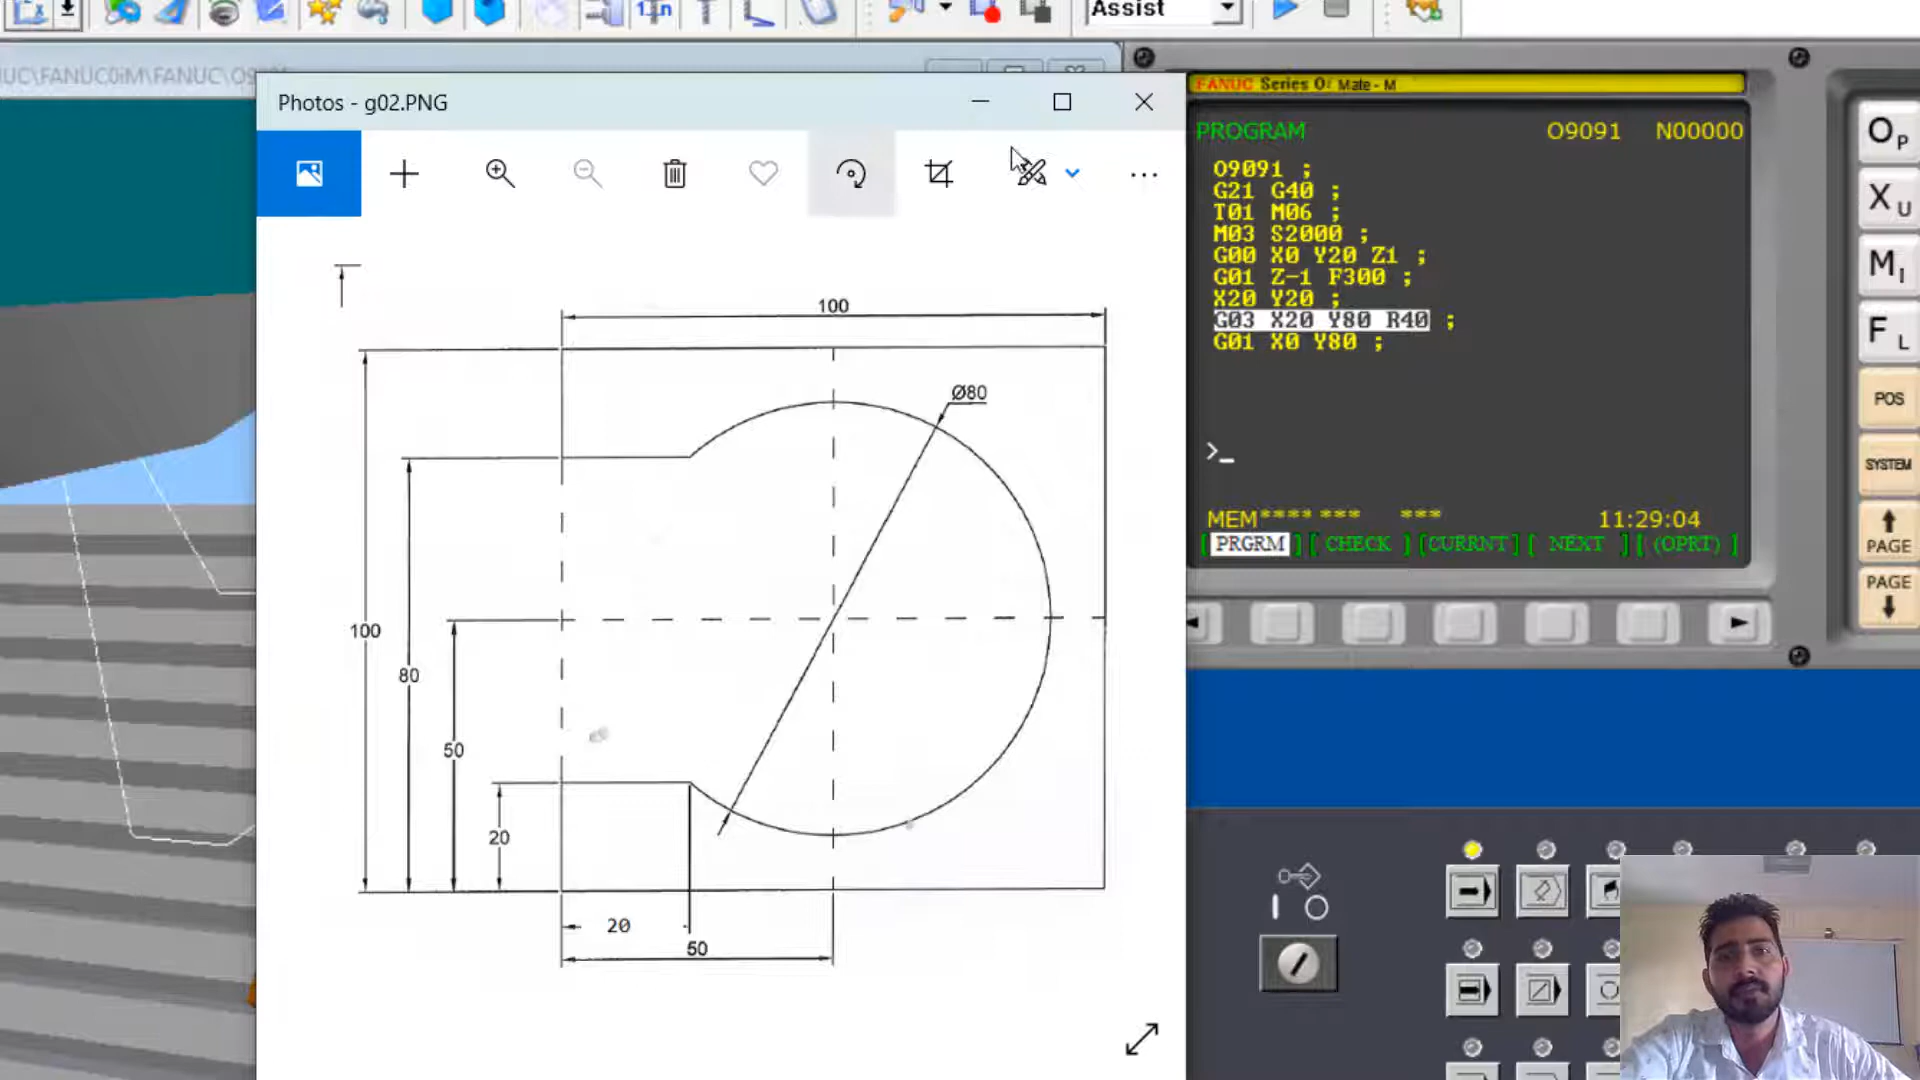 Assist
UC\FANUC0iM\FANUC\O9
Photos - g02.PNG
100
Ø80
100
80
50
20
20
50
FANUC Series 0i Mate - M
PROGRAM O9091 N00000
O9091 ;
G21 G40 ;
T01 M06 ;
M03 S2000 ;
G00 X0 Y20 Z1 ;
G01 Z-1 F300 ;
X20 Y20 ;
G03 X20 Y80 R40 ;
G01 X0 Y80 ;
>_
MEM**** *** *** 11:29:04
[ PRGRM ][ CHECK ][CURRNT][ NEXT ][ (OPRT) ]
OP
XU
MI
FL
POS
SYSTEM
PAGE
PAGE